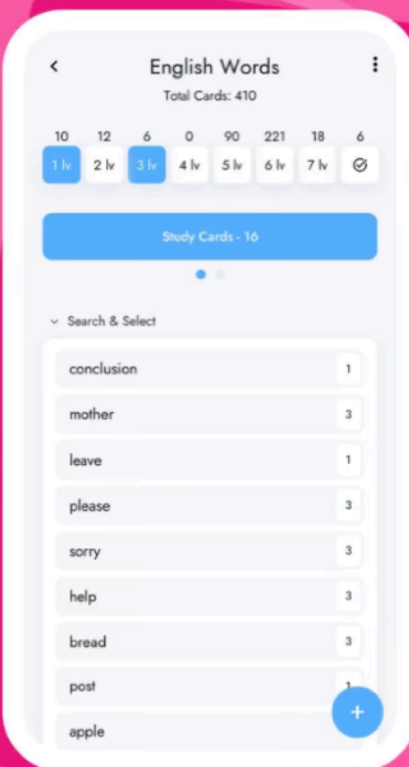 English Words
Total Cards: 410
10 12 6 0 90 221 18 6
1 lv 2 lv 3 lv 4 lv 5 lv 6 lv 7 lv
Study Cards - 16
Search & Select
conclusion 1
mother 3
leave 1
please 3
sorry 3
help 3
bread 3
post 1
apple
+